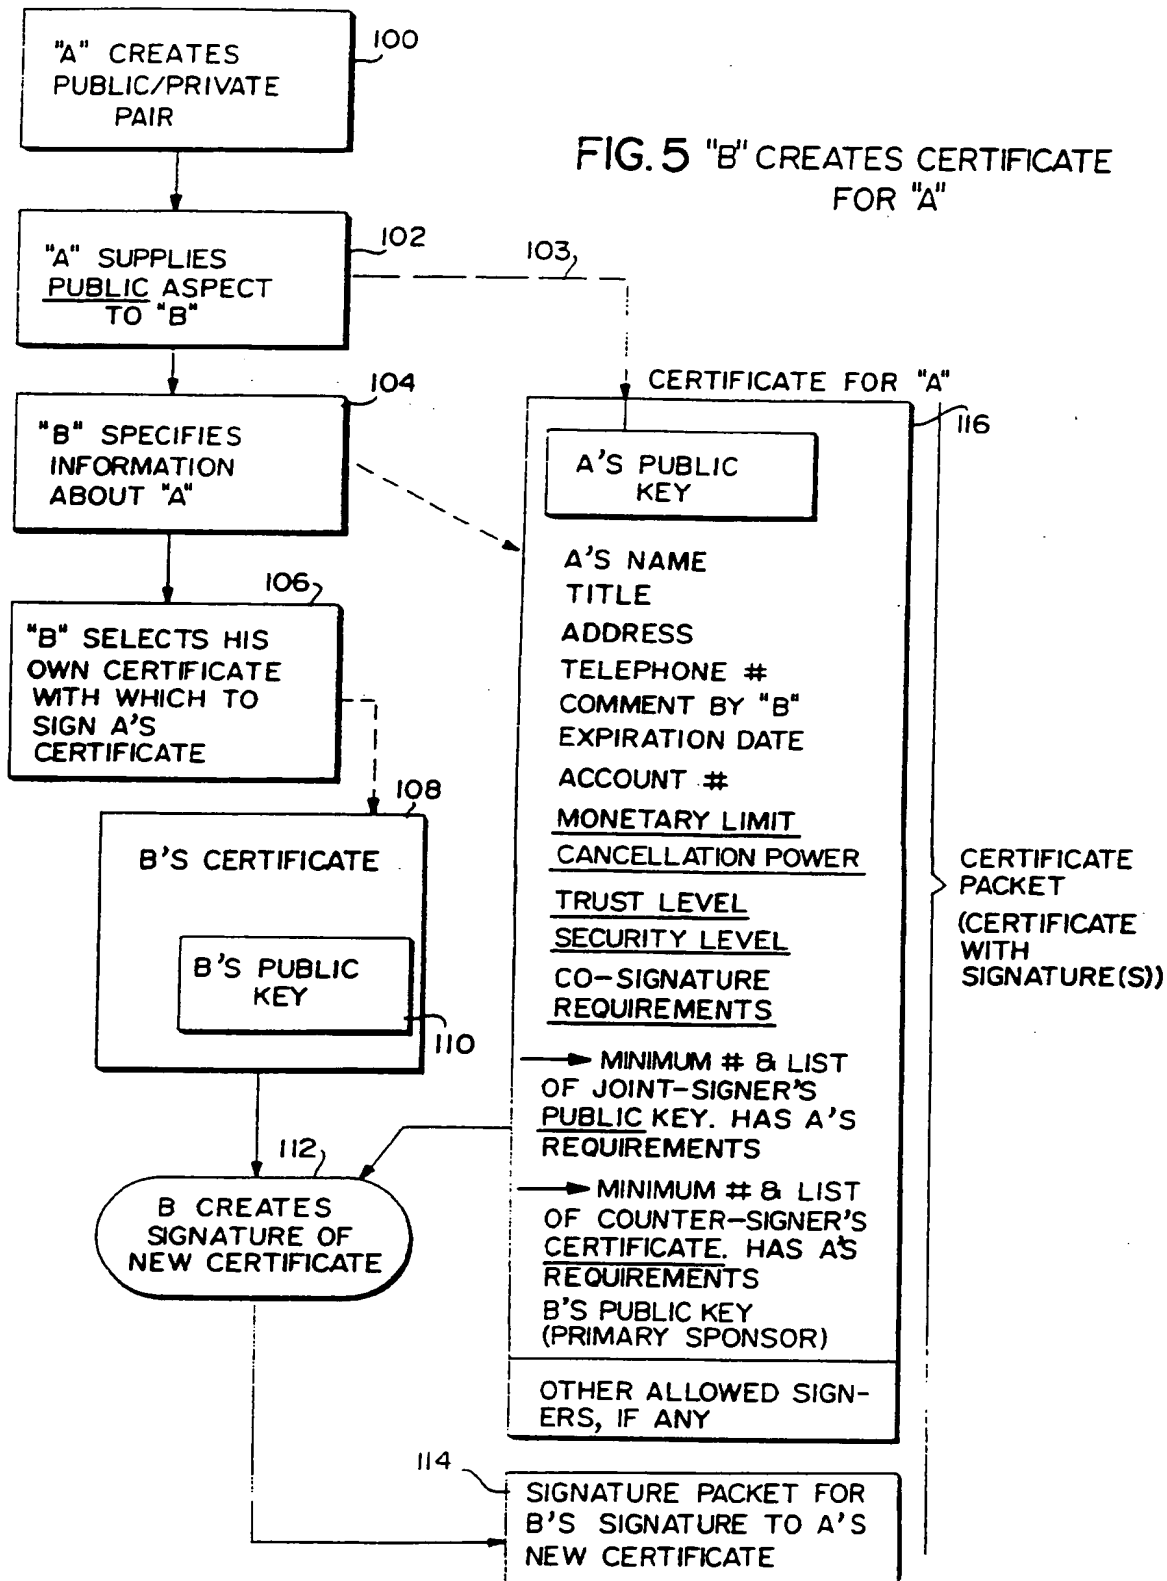 "A" CREATES
PUBLIC/PRIVATE
PAIR
100
FIG. 5 "B" CREATES CERTIFICATE
FOR "A"
"A" SUPPLIES
PUBLIC ASPECT
TO "B"
102
103
"B" SPECIFIES
INFORMATION
ABOUT "A"
104
"B" SELECTS HIS
OWN CERTIFICATE
WITH WHICH TO
SIGN A'S
CERTIFICATE
106
B'S CERTIFICATE
108
B'S PUBLIC
KEY
110
B CREATES
SIGNATURE OF
NEW CERTIFICATE
112
CERTIFICATE FOR "A"
116
A'S PUBLIC
KEY
A'S NAME
TITLE
ADDRESS
TELEPHONE #
COMMENT BY "B"
EXPIRATION DATE
ACCOUNT #
MONETARY LIMIT
CANCELLATION POWER
TRUST LEVEL
SECURITY LEVEL
CO-SIGNATURE
REQUIREMENTS
MINIMUM # & LIST
OF JOINT-SIGNER'S
PUBLIC KEY. HAS A'S
REQUIREMENTS
MINIMUM # & LIST
OF COUNTER-SIGNER'S
CERTIFICATE. HAS A'S
REQUIREMENTS
B'S PUBLIC KEY
(PRIMARY SPONSOR)
OTHER ALLOWED SIGN-
ERS, IF ANY
CERTIFICATE
PACKET
(CERTIFICATE
WITH
SIGNATURE(S))
114
SIGNATURE PACKET FOR
B'S SIGNATURE TO A'S
NEW CERTIFICATE